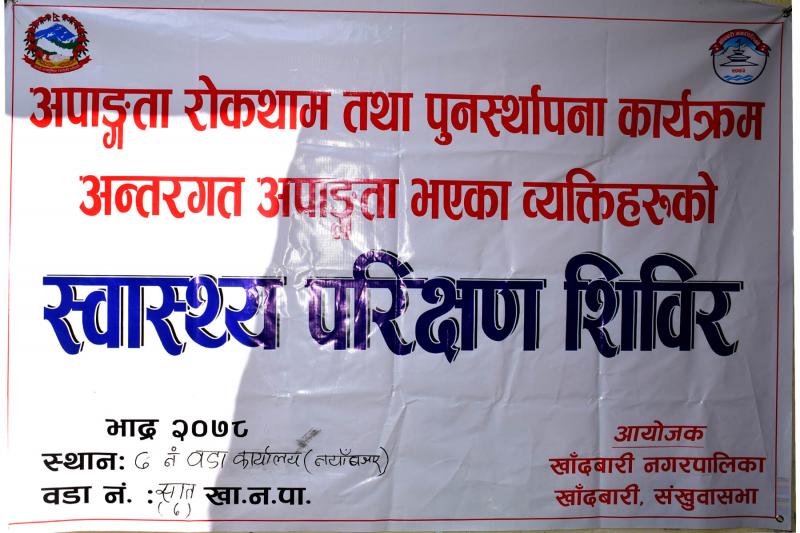 अपाङ्गता रोकथाम तथा पुनर्स्थापना कार्यक्रम
अन्तरगत अपाङ्गता भएका व्यक्तिहरुको
स्वास्थ्य परिक्षण शिविर
भाद्र २०७८
स्थान: ७ नं वडा कार्यालय (नयाँबजार)
वडा नं. : सात (७) खा.न.पा.
आयोजक
खाँदबारी नगरपालिका
खाँदबारी, संखुवासभा